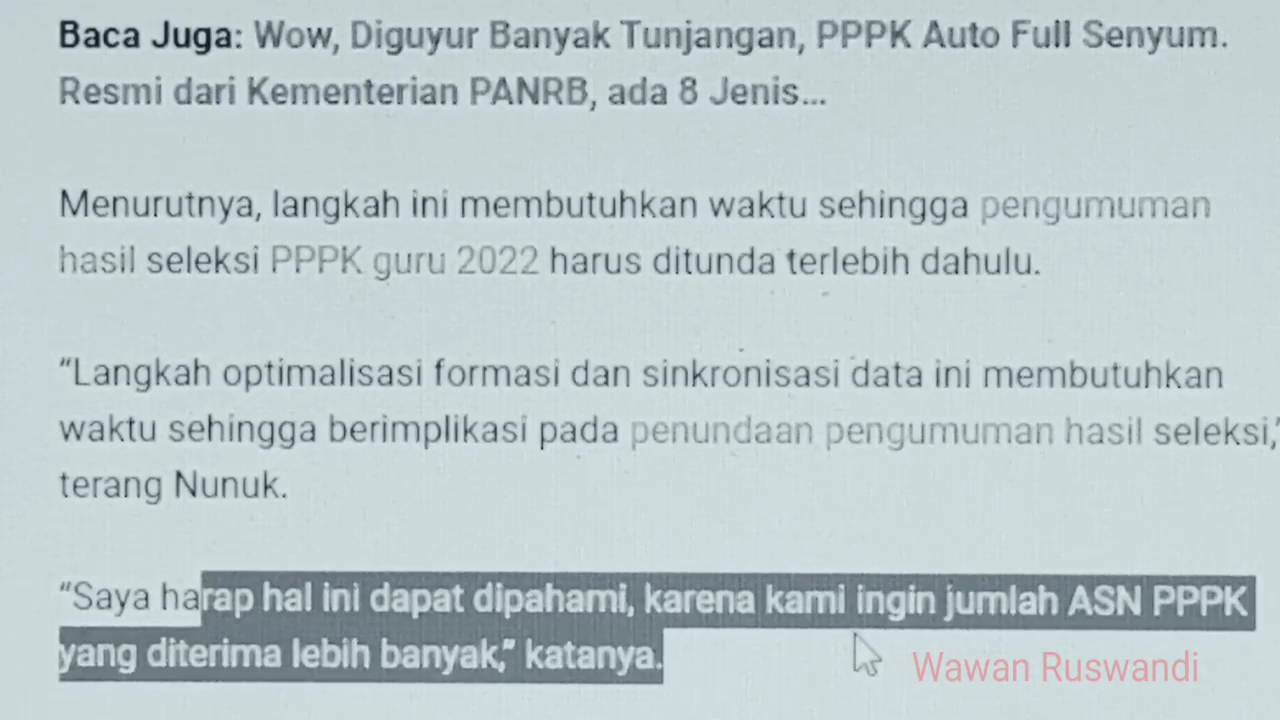 Baca Juga: Wow, Diguyur Banyak Tunjangan, PPPK Auto Full Senyum.
Resmi dari Kementerian PANRB, ada 8 Jenis...
Menurutnya, langkah ini membutuhkan waktu sehingga pengumuman
hasil seleksi PPPK guru 2022 harus ditunda terlebih dahulu.
“Langkah optimalisasi formasi dan sinkronisasi data ini membutuhkan
waktu sehingga berimplikasi pada penundaan pengumuman hasil seleksi,”
terang Nunuk.
“Saya harap hal ini dapat dipahami, karena kami ingin jumlah ASN PPPK
yang diterima lebih banyak,” katanya.
Wawan Ruswandi